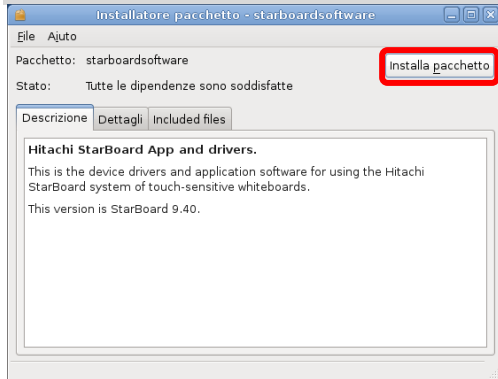 Installatore pacchetto - starboardsoftware
File Aiuto
Pacchetto: starboardsoftware
Installa pacchetto
Stato: Tutte le dipendenze sono soddisfatte
Descrizione Dettagli Included files
Hitachi StarBoard App and drivers.
This is the device drivers and application software for using the Hitachi
StarBoard system of touch-sensitive whiteboards.
This version is StarBoard 9.40.